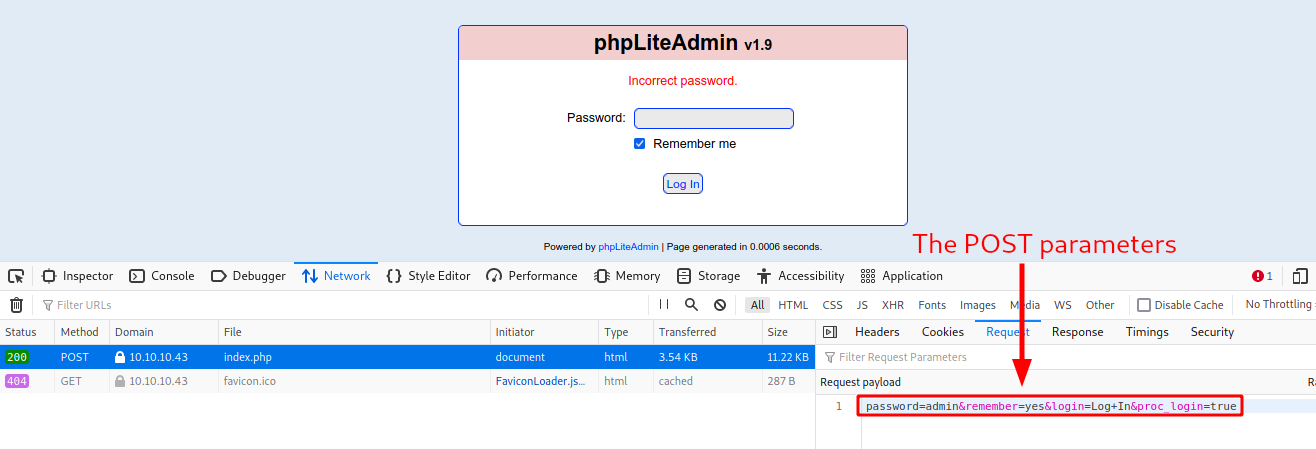 phpLiteAdmin v1.9
Incorrect password.
Password:
Remember me
Log In
Powered by phpLiteAdmin | Page generated in 0.0006 seconds.
The POST parameters
Inspector Console Debugger Network Style Editor Performance Memory Storage Accessibility Application 1
Filter URLs All HTML CSS JS XHR Fonts Images Media WS Other Disable Cache No Throttling
Status Method Domain File Initiator Type Transferred Size Headers Cookies Request Response Timings Security
200 POST 10.10.10.43 index.php document html 3.54 KB 11.22 KB Filter Request Parameters
404 GET 10.10.10.43 favicon.ico FaviconLoader.js... html cached 287 B Request payload
1 password=admin&remember=yes&login=Log+In&proc_login=true